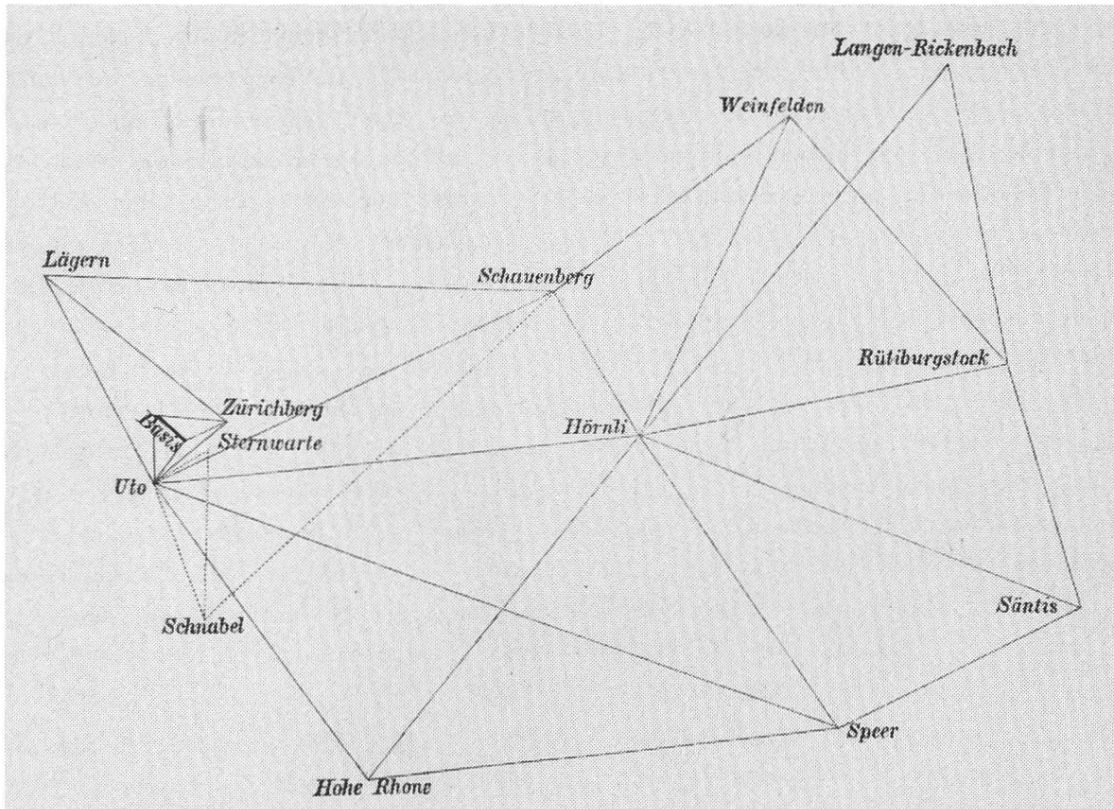 Langen-Rickenbach
Weinfelden
Lägern
Schauenberg
Rütiburgstock
Zürichberg
Basis
Sternwarte
Hörnli
Uto
Säntis
Schnabel
Speer
Hohe Rhone